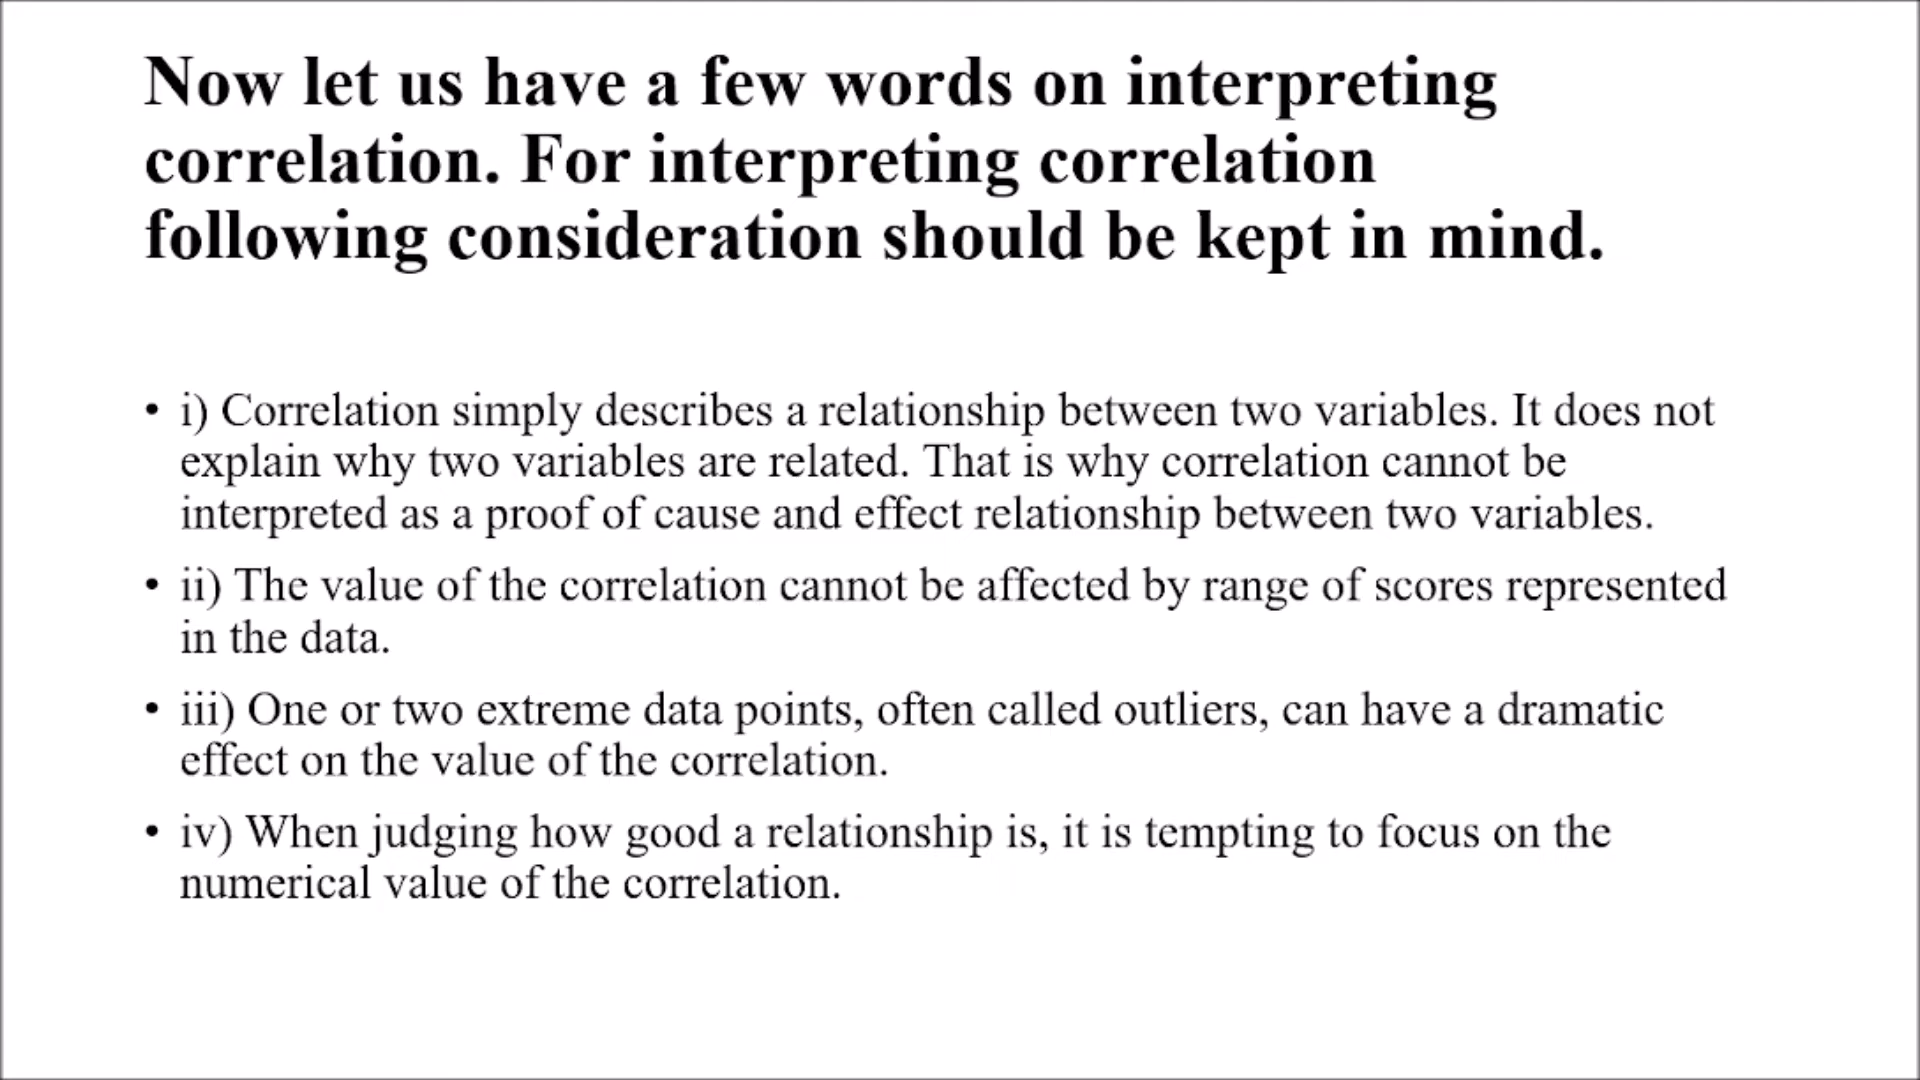 Now let us have a few words on interpreting
correlation. For interpreting correlation
following consideration should be kept in mind.
• i) Correlation simply describes a relationship between two variables. It does not
explain why two variables are related. That is why correlation cannot be
interpreted as a proof of cause and effect relationship between two variables.
• ii) The value of the correlation cannot be affected by range of scores represented
in the data.
• iii) One or two extreme data points, often called outliers, can have a dramatic
effect on the value of the correlation.
• iv) When judging how good a relationship is, it is tempting to focus on the
numerical value of the correlation.